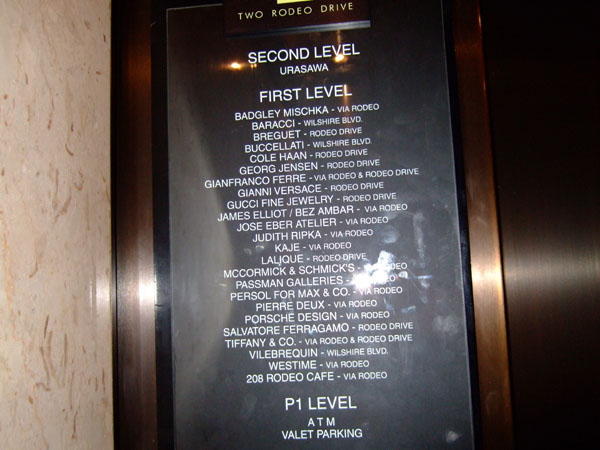 TWO RODEO DRIVE
SECOND LEVEL
URASAWA
FIRST LEVEL
BADGLEY MISCHKA - VIA RODEO
BARACCI - WILSHIRE BLVD.
BREGUET - RODEO DRIVE
BUCCELLATI - WILSHIRE BLVD.
COLE HAAN - RODEO DRIVE
GEORG JENSEN - RODEO DRIVE
GIANFRANCO FERRE - VIA RODEO & RODEO DRIVE
GIANNI VERSACE - RODEO DRIVE
GUCCI FINE JEWELRY - RODEO DRIVE
JAMES ELLIOT / BEZ AMBAR - VIA RODEO
JOSE EBER ATELIER - VIA RODEO
JUDITH RIPKA - VIA RODEO
KAJE - VIA RODEO
LALIQUE - RODEO DRIVE
MCCORMICK & SCHMICK'S - RODEO
PASSMAN GALLERIES - RODEO
PERSOL FOR MAX & CO. - VIA RODEO
PIERRE DEUX - VIA RODEO
PORSCHE DESIGN - VIA RODEO
SALVATORE FERRAGAMO - RODEO DRIVE
TIFFANY & CO. - VIA RODEO & RODEO DRIVE
VILEBREQUIN - WILSHIRE BLVD.
WESTIME - VIA RODEO
208 RODEO CAFE - VIA RODEO
P1 LEVEL
A T M
VALET PARKING